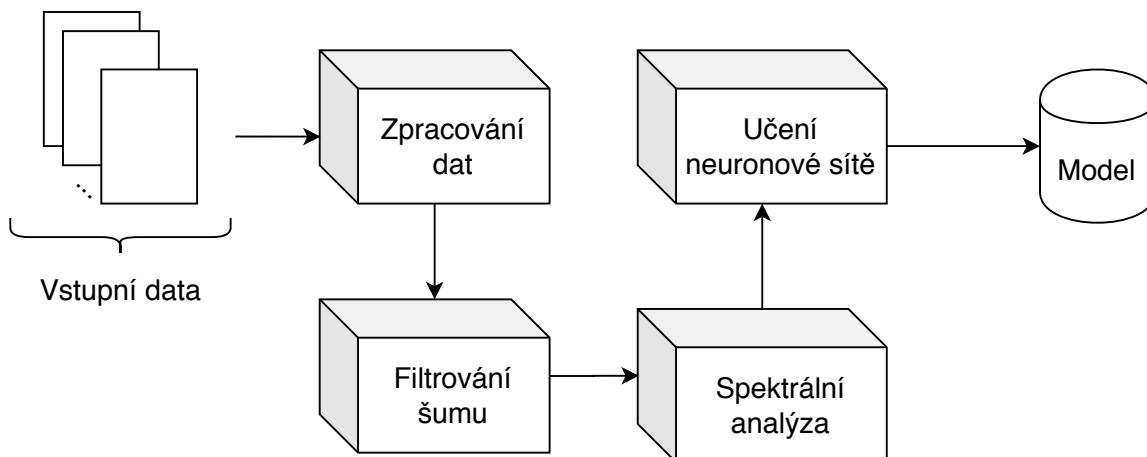 Zpracování
dat
Učení
neuronové sítě
Model
Vstupní data
Filtrování
šumu
Spektrální
analýza